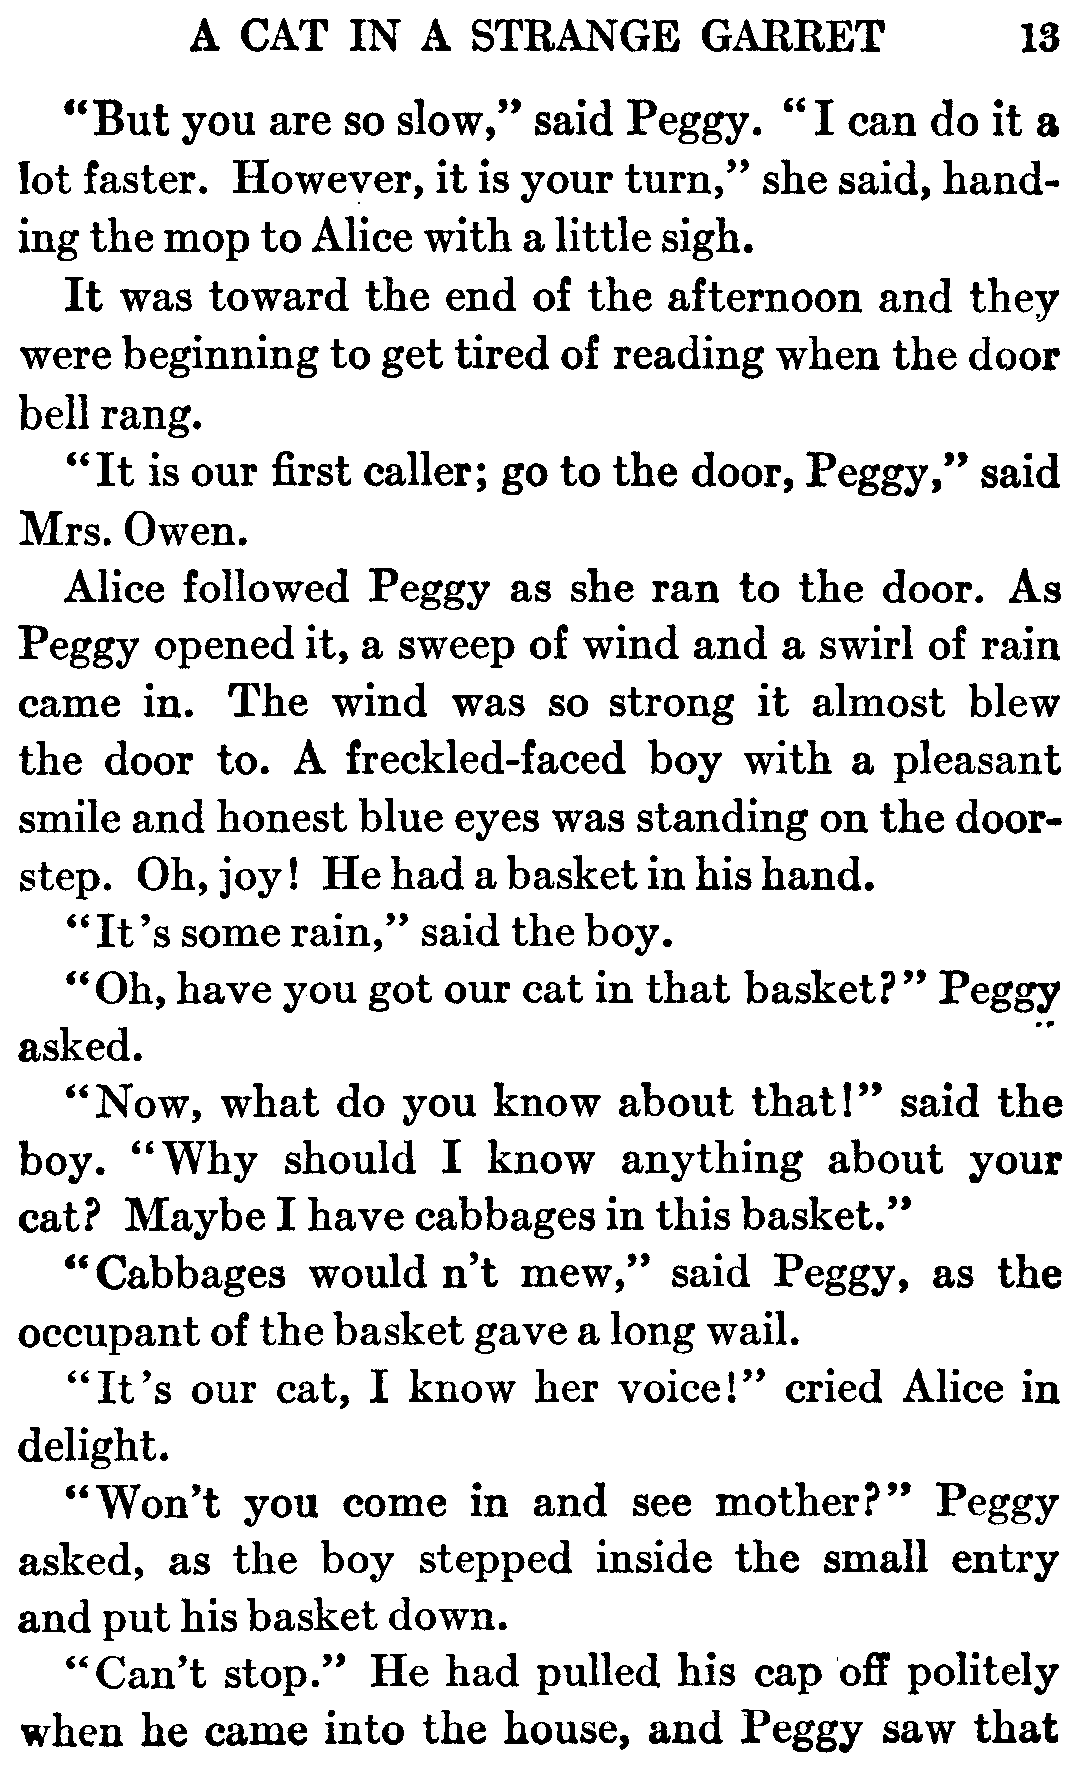 A CAT IN A STRANGE GARRET 13
"But you are so slow," said Peggy. "I can do it a
lot faster. However, it is your turn," she said, hand-
ing the mop to Alice with a little sigh.
It was toward the end of the afternoon and they
were beginning to get tired of reading when the door
bell rang.
"It is our first caller; go to the door, Peggy," said
Mrs. Owen.
Alice followed Peggy as she ran to the door. As
Peggy opened it, a sweep of wind and a swirl of rain
came in. The wind was so strong it almost blew
the door to. A freckled-faced boy with a pleasant
smile and honest blue eyes was standing on the door-
step. Oh, joy! He had a basket in his hand.
"It's some rain," said the boy.
"Oh, have you got our cat in that basket?" Peggy
asked.
"Now, what do you know about that!" said the
boy. "Why should I know anything about your
cat? Maybe I have cabbages in this basket."
"Cabbages would n't mew," said Peggy, as the
occupant of the basket gave a long wail.
"It's our cat, I know her voice!" cried Alice in
delight.
"Won't you come in and see mother?" Peggy
asked, as the boy stepped inside the small entry
and put his basket down.
"Can't stop." He had pulled his cap off politely
when he came into the house, and Peggy saw that